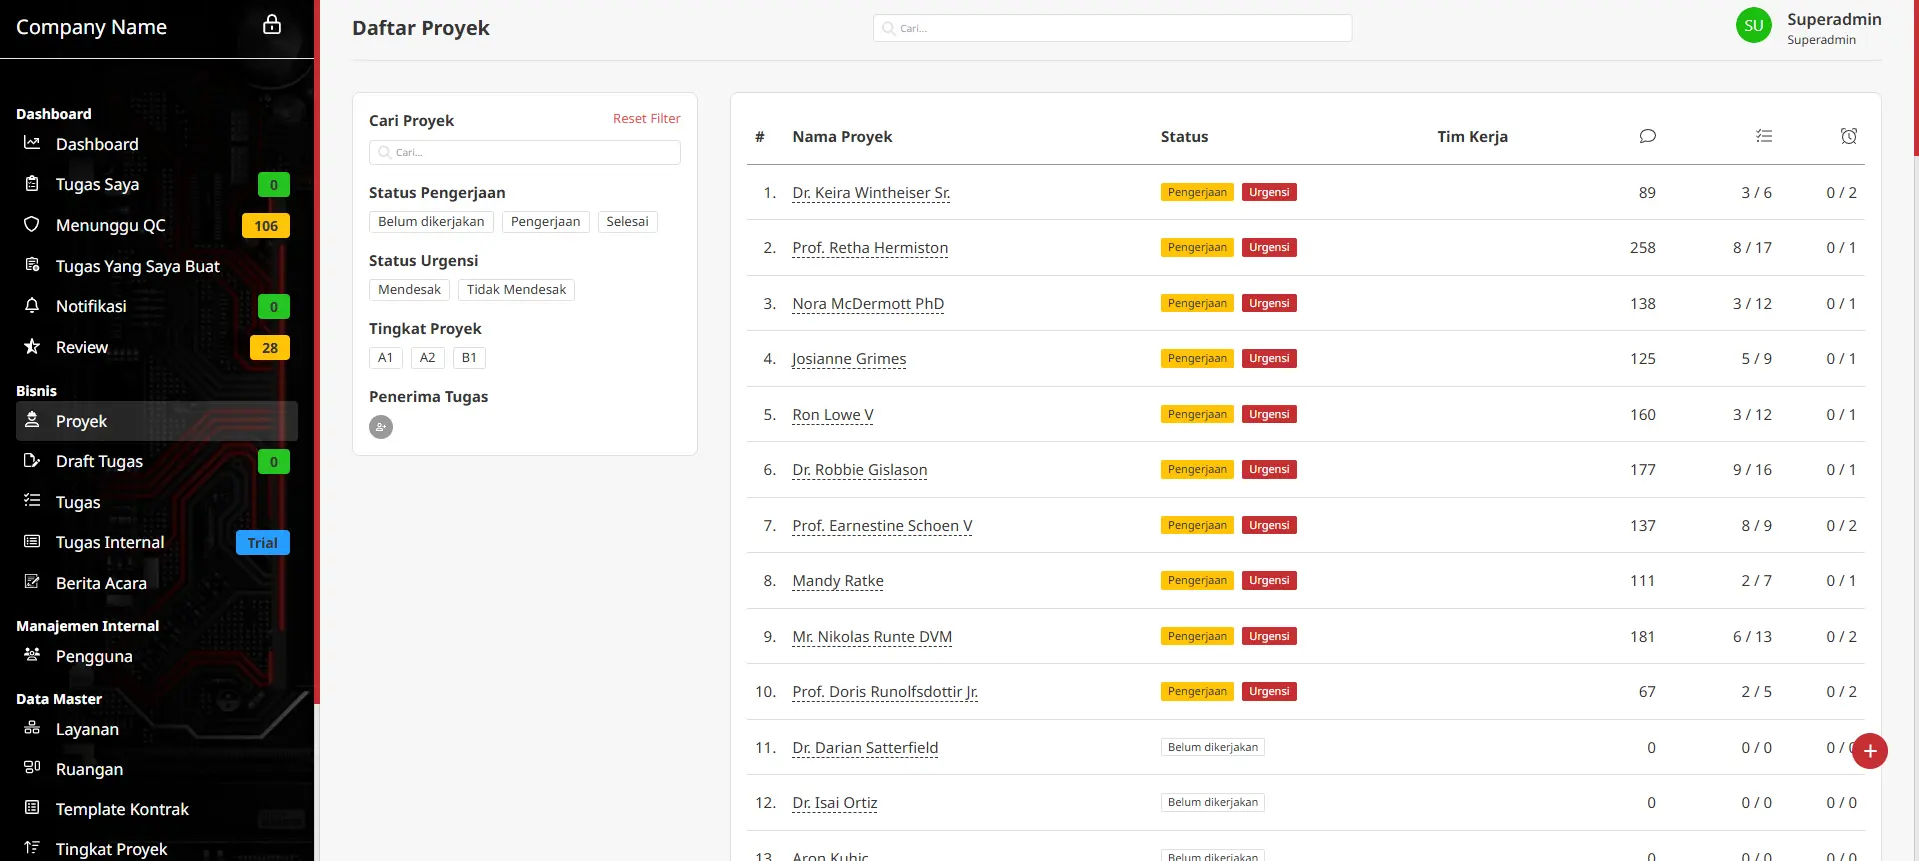 Company Name
Dashboard
Dashboard
Tugas Saya 0
Menunggu QC 106
Tugas Yang Saya Buat
Notifikasi 0
Review 28
Bisnis
Proyek
Draft Tugas 0
Tugas
Tugas Internal Trial
Berita Acara
Manajemen Internal
Pengguna
Data Master
Layanan
Ruangan
Template Kontrak
Tingkat Proyek
Daftar Proyek
Cari...
SU
Superadmin
Superadmin
Cari Proyek Reset Filter
Cari...
Status Pengerjaan
Belum dikerjakan Pengerjaan Selesai
Status Urgensi
Mendesak Tidak Mendesak
Tingkat Proyek
A1 A2 B1
Penerima Tugas
# Nama Proyek Status Tim Kerja
1. Dr. Keira Wintheiser Sr. Pengerjaan Urgensi 89 3 / 6 0 / 2
2. Prof. Retha Hermiston Pengerjaan Urgensi 258 8 / 17 0 / 1
3. Nora McDermott PhD Pengerjaan Urgensi 138 3 / 12 0 / 1
4. Josianne Grimes Pengerjaan Urgensi 125 5 / 9 0 / 1
5. Ron Lowe V Pengerjaan Urgensi 160 3 / 12 0 / 1
6. Dr. Robbie Gislason Pengerjaan Urgensi 177 9 / 16 0 / 1
7. Prof. Earnestine Schoen V Pengerjaan Urgensi 137 8 / 9 0 / 2
8. Mandy Ratke Pengerjaan Urgensi 111 2 / 7 0 / 1
9. Mr. Nikolas Runte DVM Pengerjaan Urgensi 181 6 / 13 0 / 2
10. Prof. Doris Runolfsdottir Jr. Pengerjaan Urgensi 67 2 / 5 0 / 2
11. Dr. Darian Satterfield Belum dikerjakan 0 0 / 0 0 / 0
12. Dr. Isai Ortiz Belum dikerjakan 0 0 / 0 0 / 0
13. Aron Kuhic Belum dikerjakan 0 0 / 0 0 / 0